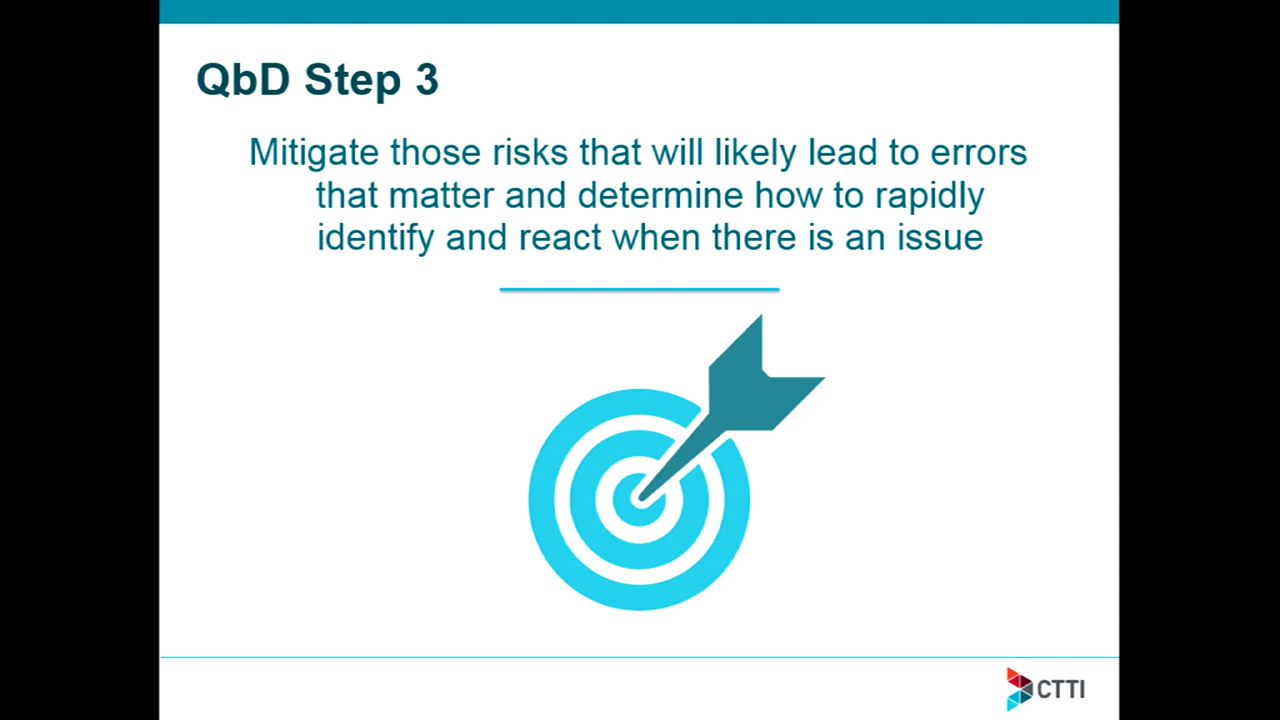 QbD Step 3
Mitigate those risks that will likely lead to errors
that matter and determine how to rapidly
identify and react when there is an issue
CTTI